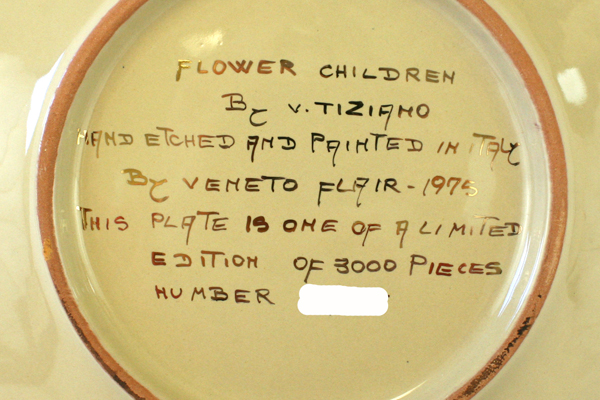 FLOWER CHILDREN
By V. TIZIANO
HAND ETCHED AND PAINTED IN ITALY
By VENETO FLAIR - 1975
THIS PLATE IS ONE OF A LIMITED
EDITION OF 3000 PIECES
NUMBER